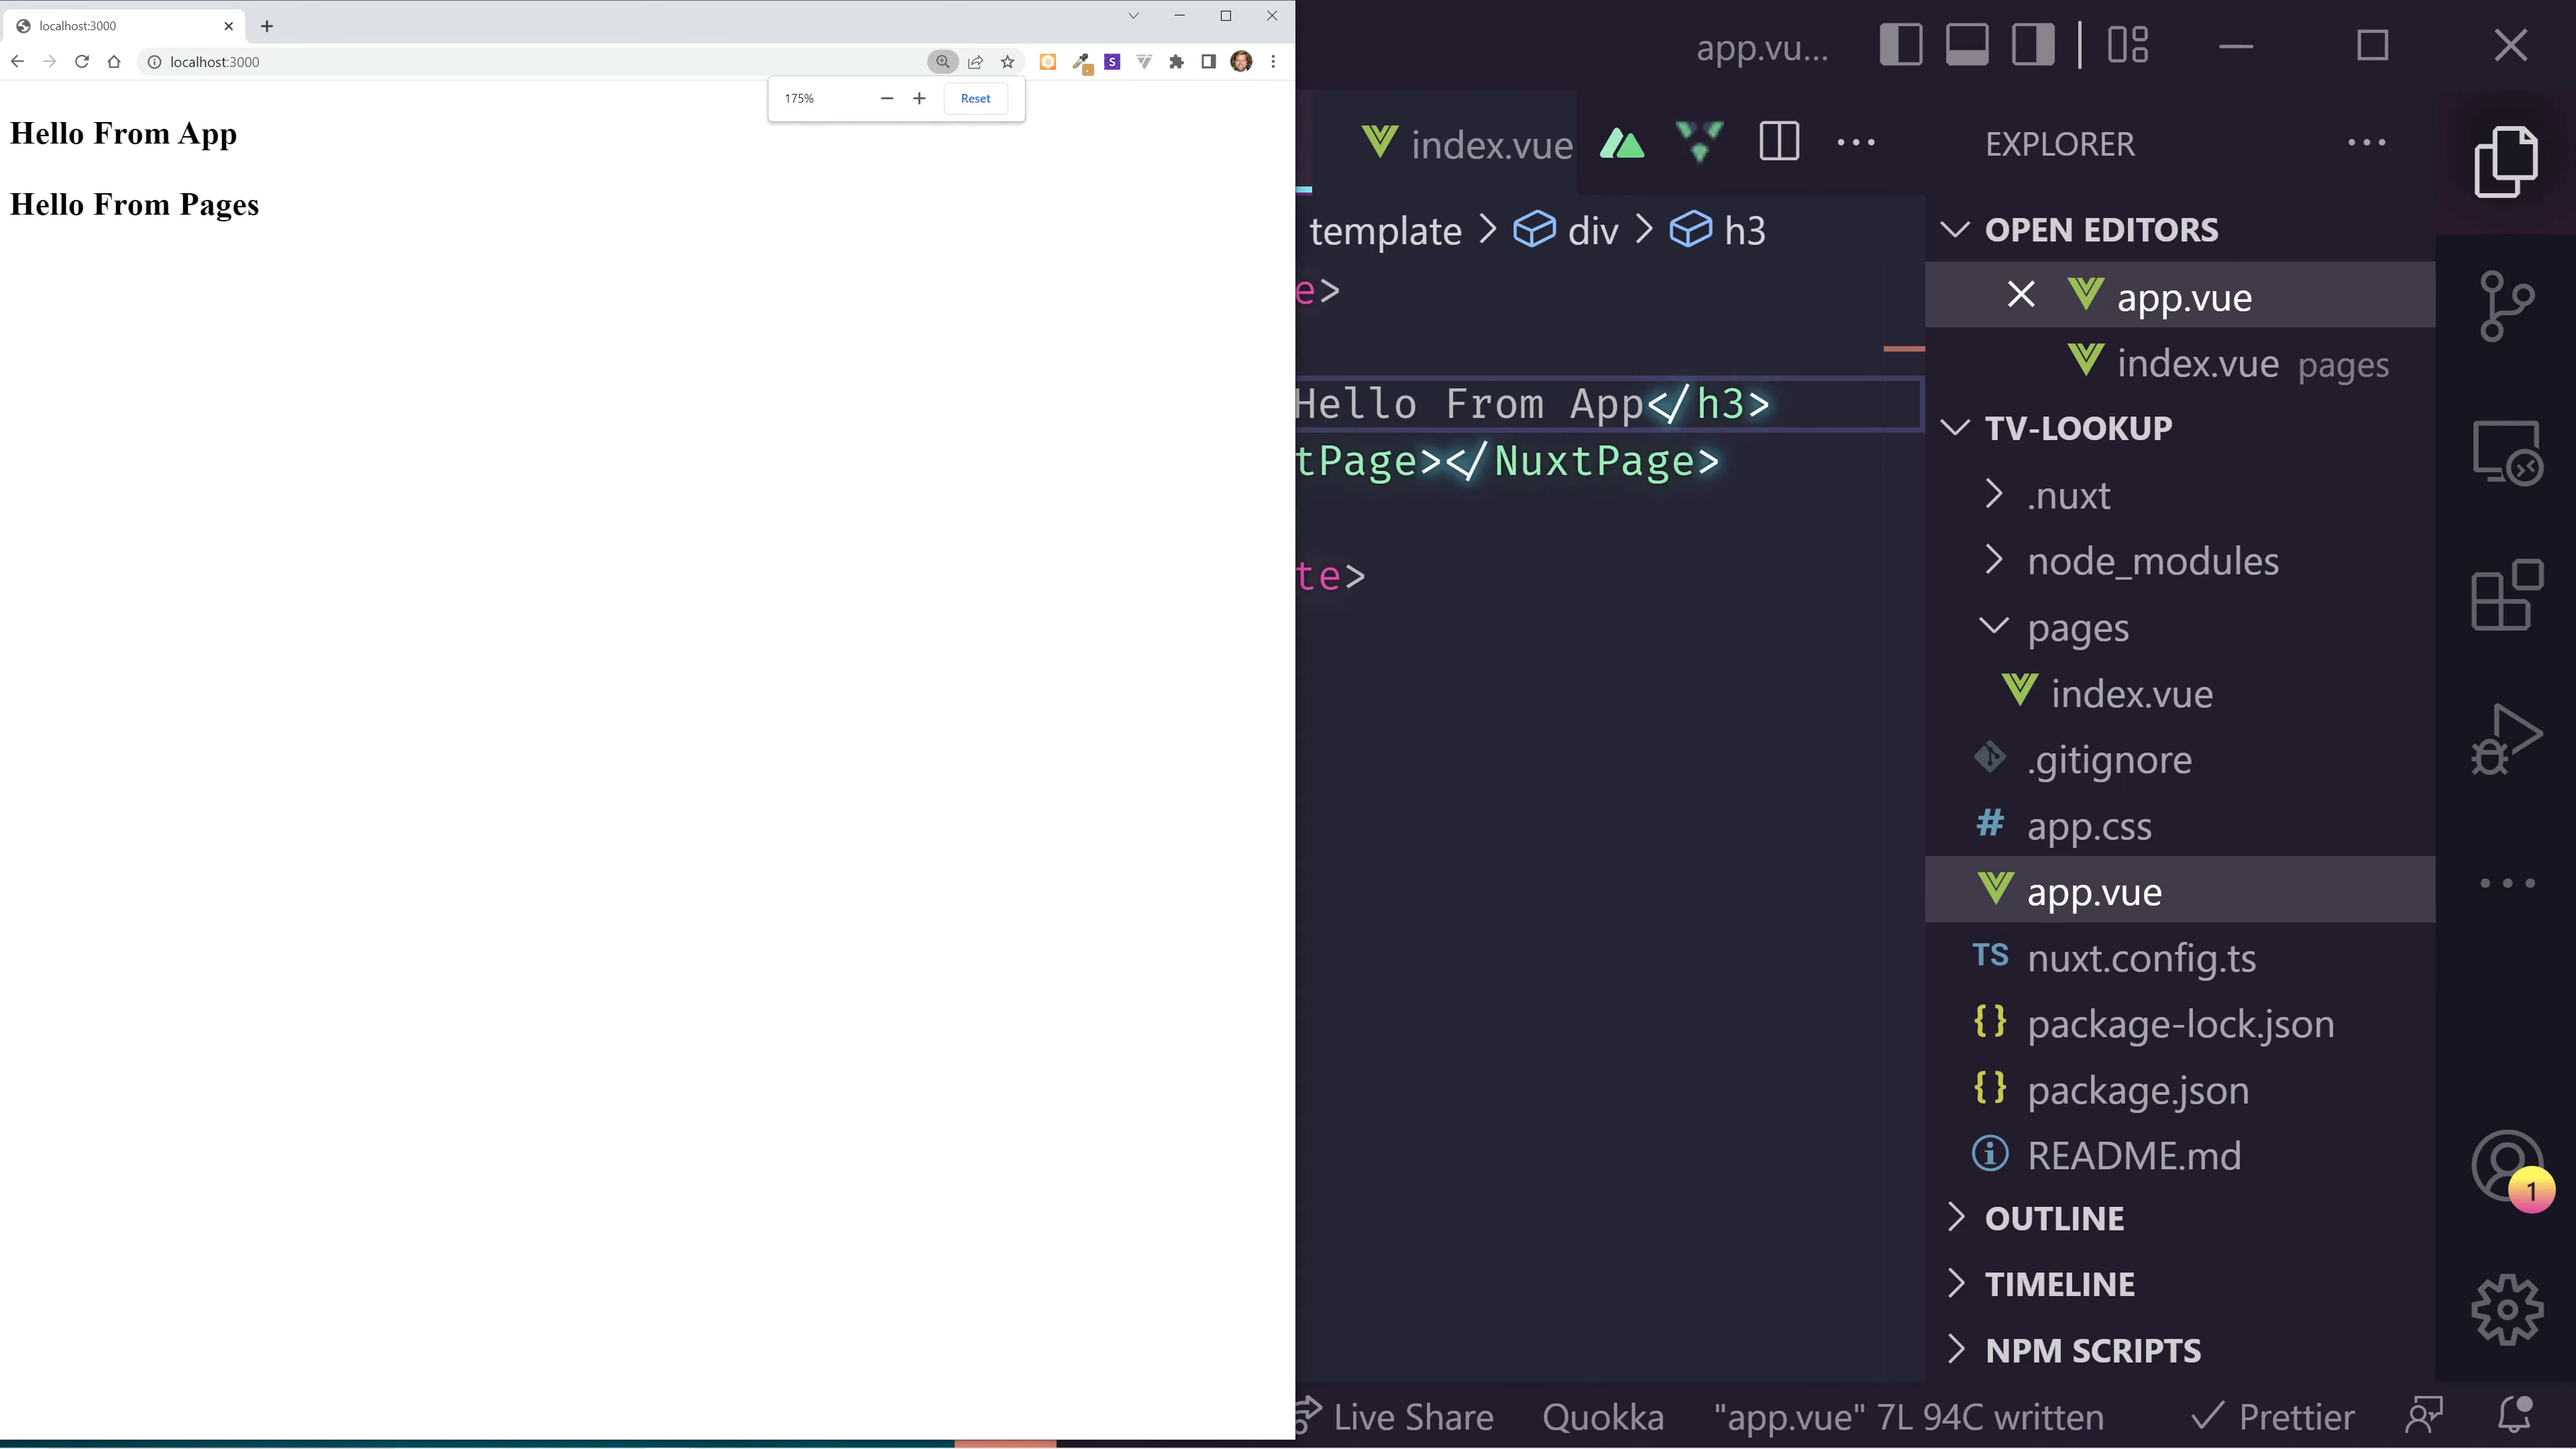 localhost:3000
localhost:3000
175%
Reset
Hello From App
Hello From Pages
app.vu...
index.vue
template > div > h3
e>
Hello From App</h3>
tPage></NuxtPage>
te>
EXPLORER
OPEN EDITORS
app.vue
index.vue pages
TV-LOOKUP
.nuxt
node_modules
pages
index.vue
.gitignore
# app.css
app.vue
TS nuxt.config.ts
{} package-lock.json
{} package.json
README.md
OUTLINE
TIMELINE
NPM SCRIPTS
1
Live Share Quokka "app.vue" 7L 94C written Prettier